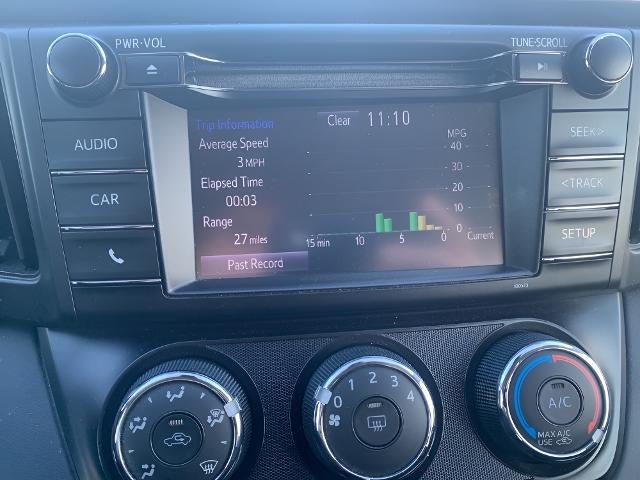 PWR·VOL
TUNE·SCROLL
AUDIO
CAR
SEEK>
<TRACK
SETUP
Trip Information
Clear
11:10
Average Speed
3 MPH
Elapsed Time
00:03
Range
27 miles
Past Record
MPG
40
30
20
10
0
15 min
10
5
0
Current
0 1 2 3 4
A/C
MAX A/C
USE